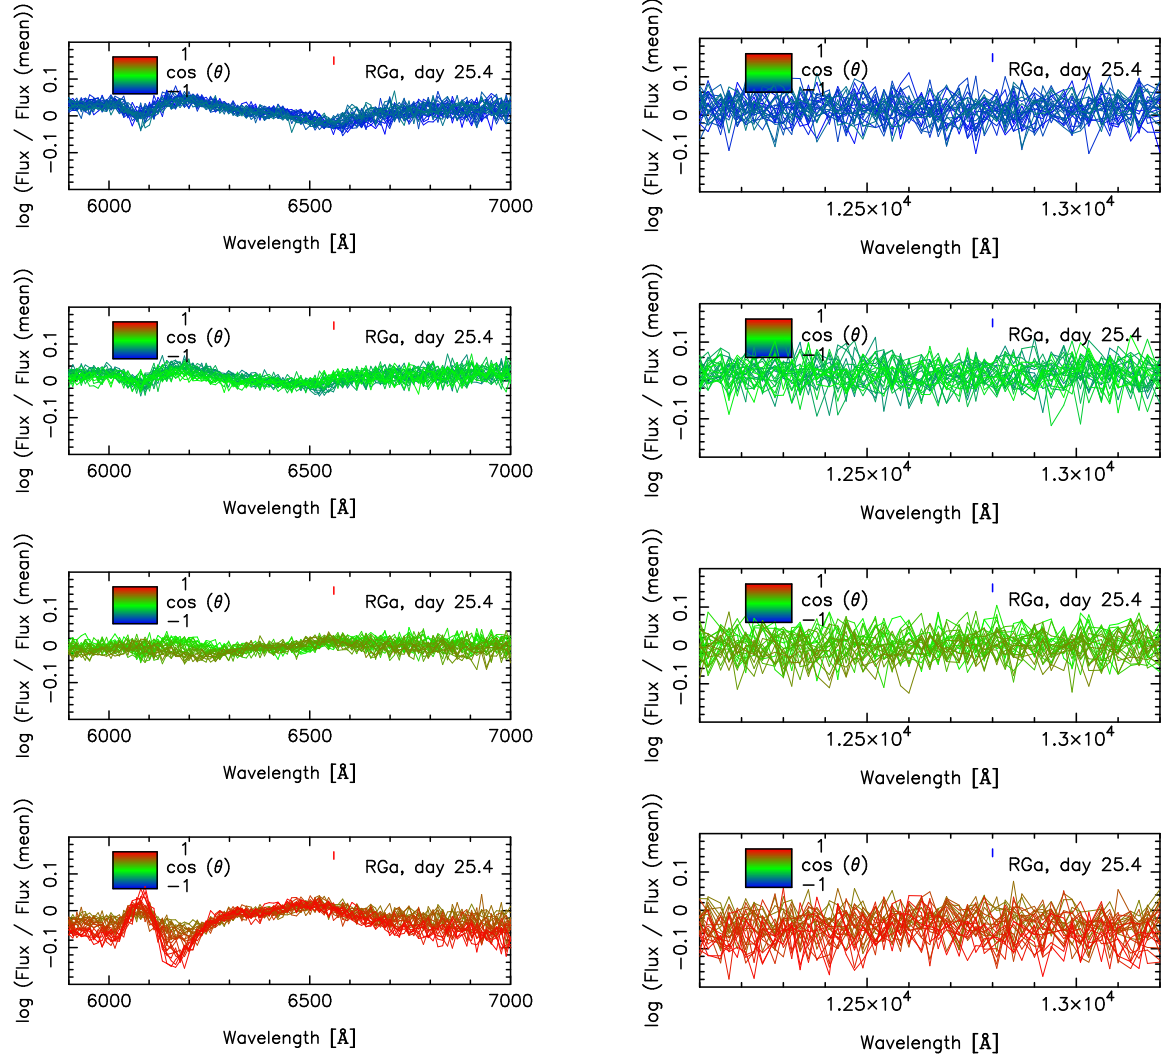 log (Flux / Flux (mean))
0.1
0
−0.1
1
cos (θ)
−1
RGa, day 25.4
6000 6500 7000
Wavelength [Å]
log (Flux / Flux (mean))
0.1
0
−0.1
1
cos (θ)
−1
RGa, day 25.4
1.25×10⁴ 1.3×10⁴
Wavelength [Å]
log (Flux / Flux (mean))
0.1
0
−0.1
1
cos (θ)
−1
RGa, day 25.4
6000 6500 7000
Wavelength [Å]
log (Flux / Flux (mean))
0.1
0
−0.1
1
cos (θ)
−1
RGa, day 25.4
1.25×10⁴ 1.3×10⁴
Wavelength [Å]
log (Flux / Flux (mean))
0.1
0
−0.1
1
cos (θ)
−1
RGa, day 25.4
6000 6500 7000
Wavelength [Å]
log (Flux / Flux (mean))
0.1
0
−0.1
1
cos (θ)
−1
RGa, day 25.4
1.25×10⁴ 1.3×10⁴
Wavelength [Å]
log (Flux / Flux (mean))
0.1
0
−0.1
1
cos (θ)
−1
RGa, day 25.4
6000 6500 7000
Wavelength [Å]
log (Flux / Flux (mean))
0.1
0
−0.1
1
cos (θ)
−1
RGa, day 25.4
1.25×10⁴ 1.3×10⁴
Wavelength [Å]